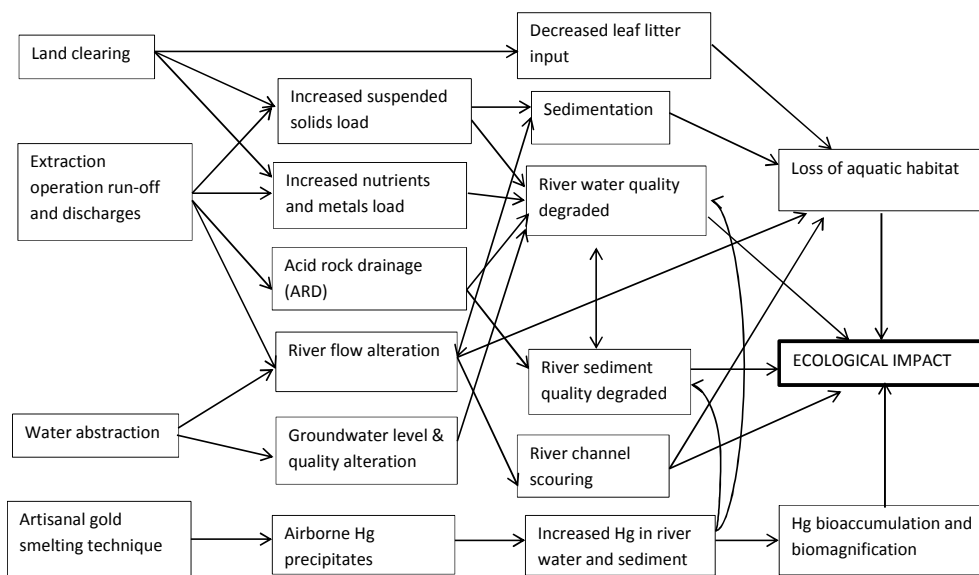 Land clearing
Extraction
operation run-off
and discharges
Water abstraction
Artisanal gold
smelting technique
Increased suspended
solids load
Increased nutrients
and metals load
Acid rock drainage
(ARD)
River flow alteration
Groundwater level &
quality alteration
Airborne Hg
precipitates
Decreased leaf litter
input
Sedimentation
River water quality
degraded
River sediment
quality degraded
River channel
scouring
Increased Hg in river
water and sediment
Loss of aquatic habitat
ECOLOGICAL IMPACT
Hg bioaccumulation and
biomagnification